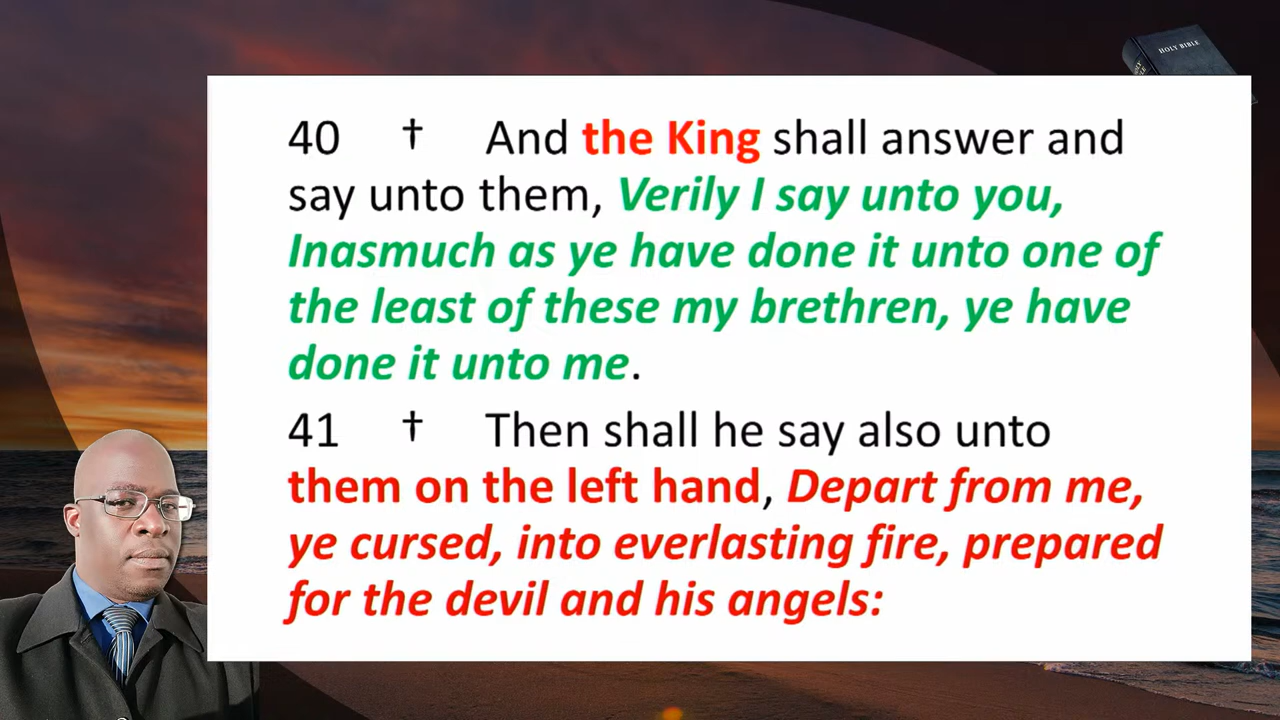 HOLY BIBLE
40 † And the King shall answer and
say unto them, Verily I say unto you,
Inasmuch as ye have done it unto one of
the least of these my brethren, ye have
done it unto me.
41 † Then shall he say also unto
them on the left hand, Depart from me,
ye cursed, into everlasting fire, prepared
for the devil and his angels: